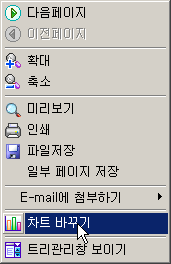 다음페이지
이전페이지
확대
축소
미리보기
인쇄
파일저장
일부 페이지 저장
E-mail에 첨부하기
차트 바꾸기
트리관리창 보이기